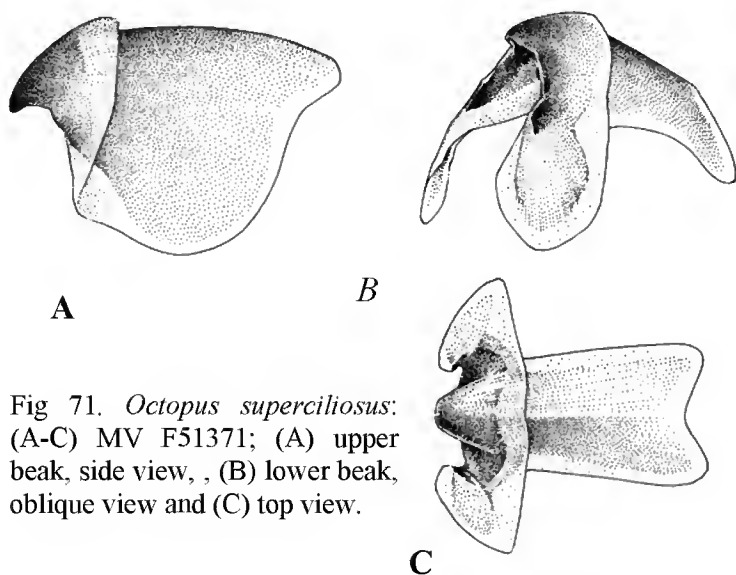 A
B
Fig 71. Octopus superciliosus:
(A-C) MV F51371; (A) upper
beak, side view, , (B) lower beak,
oblique view and (C) top view.
C